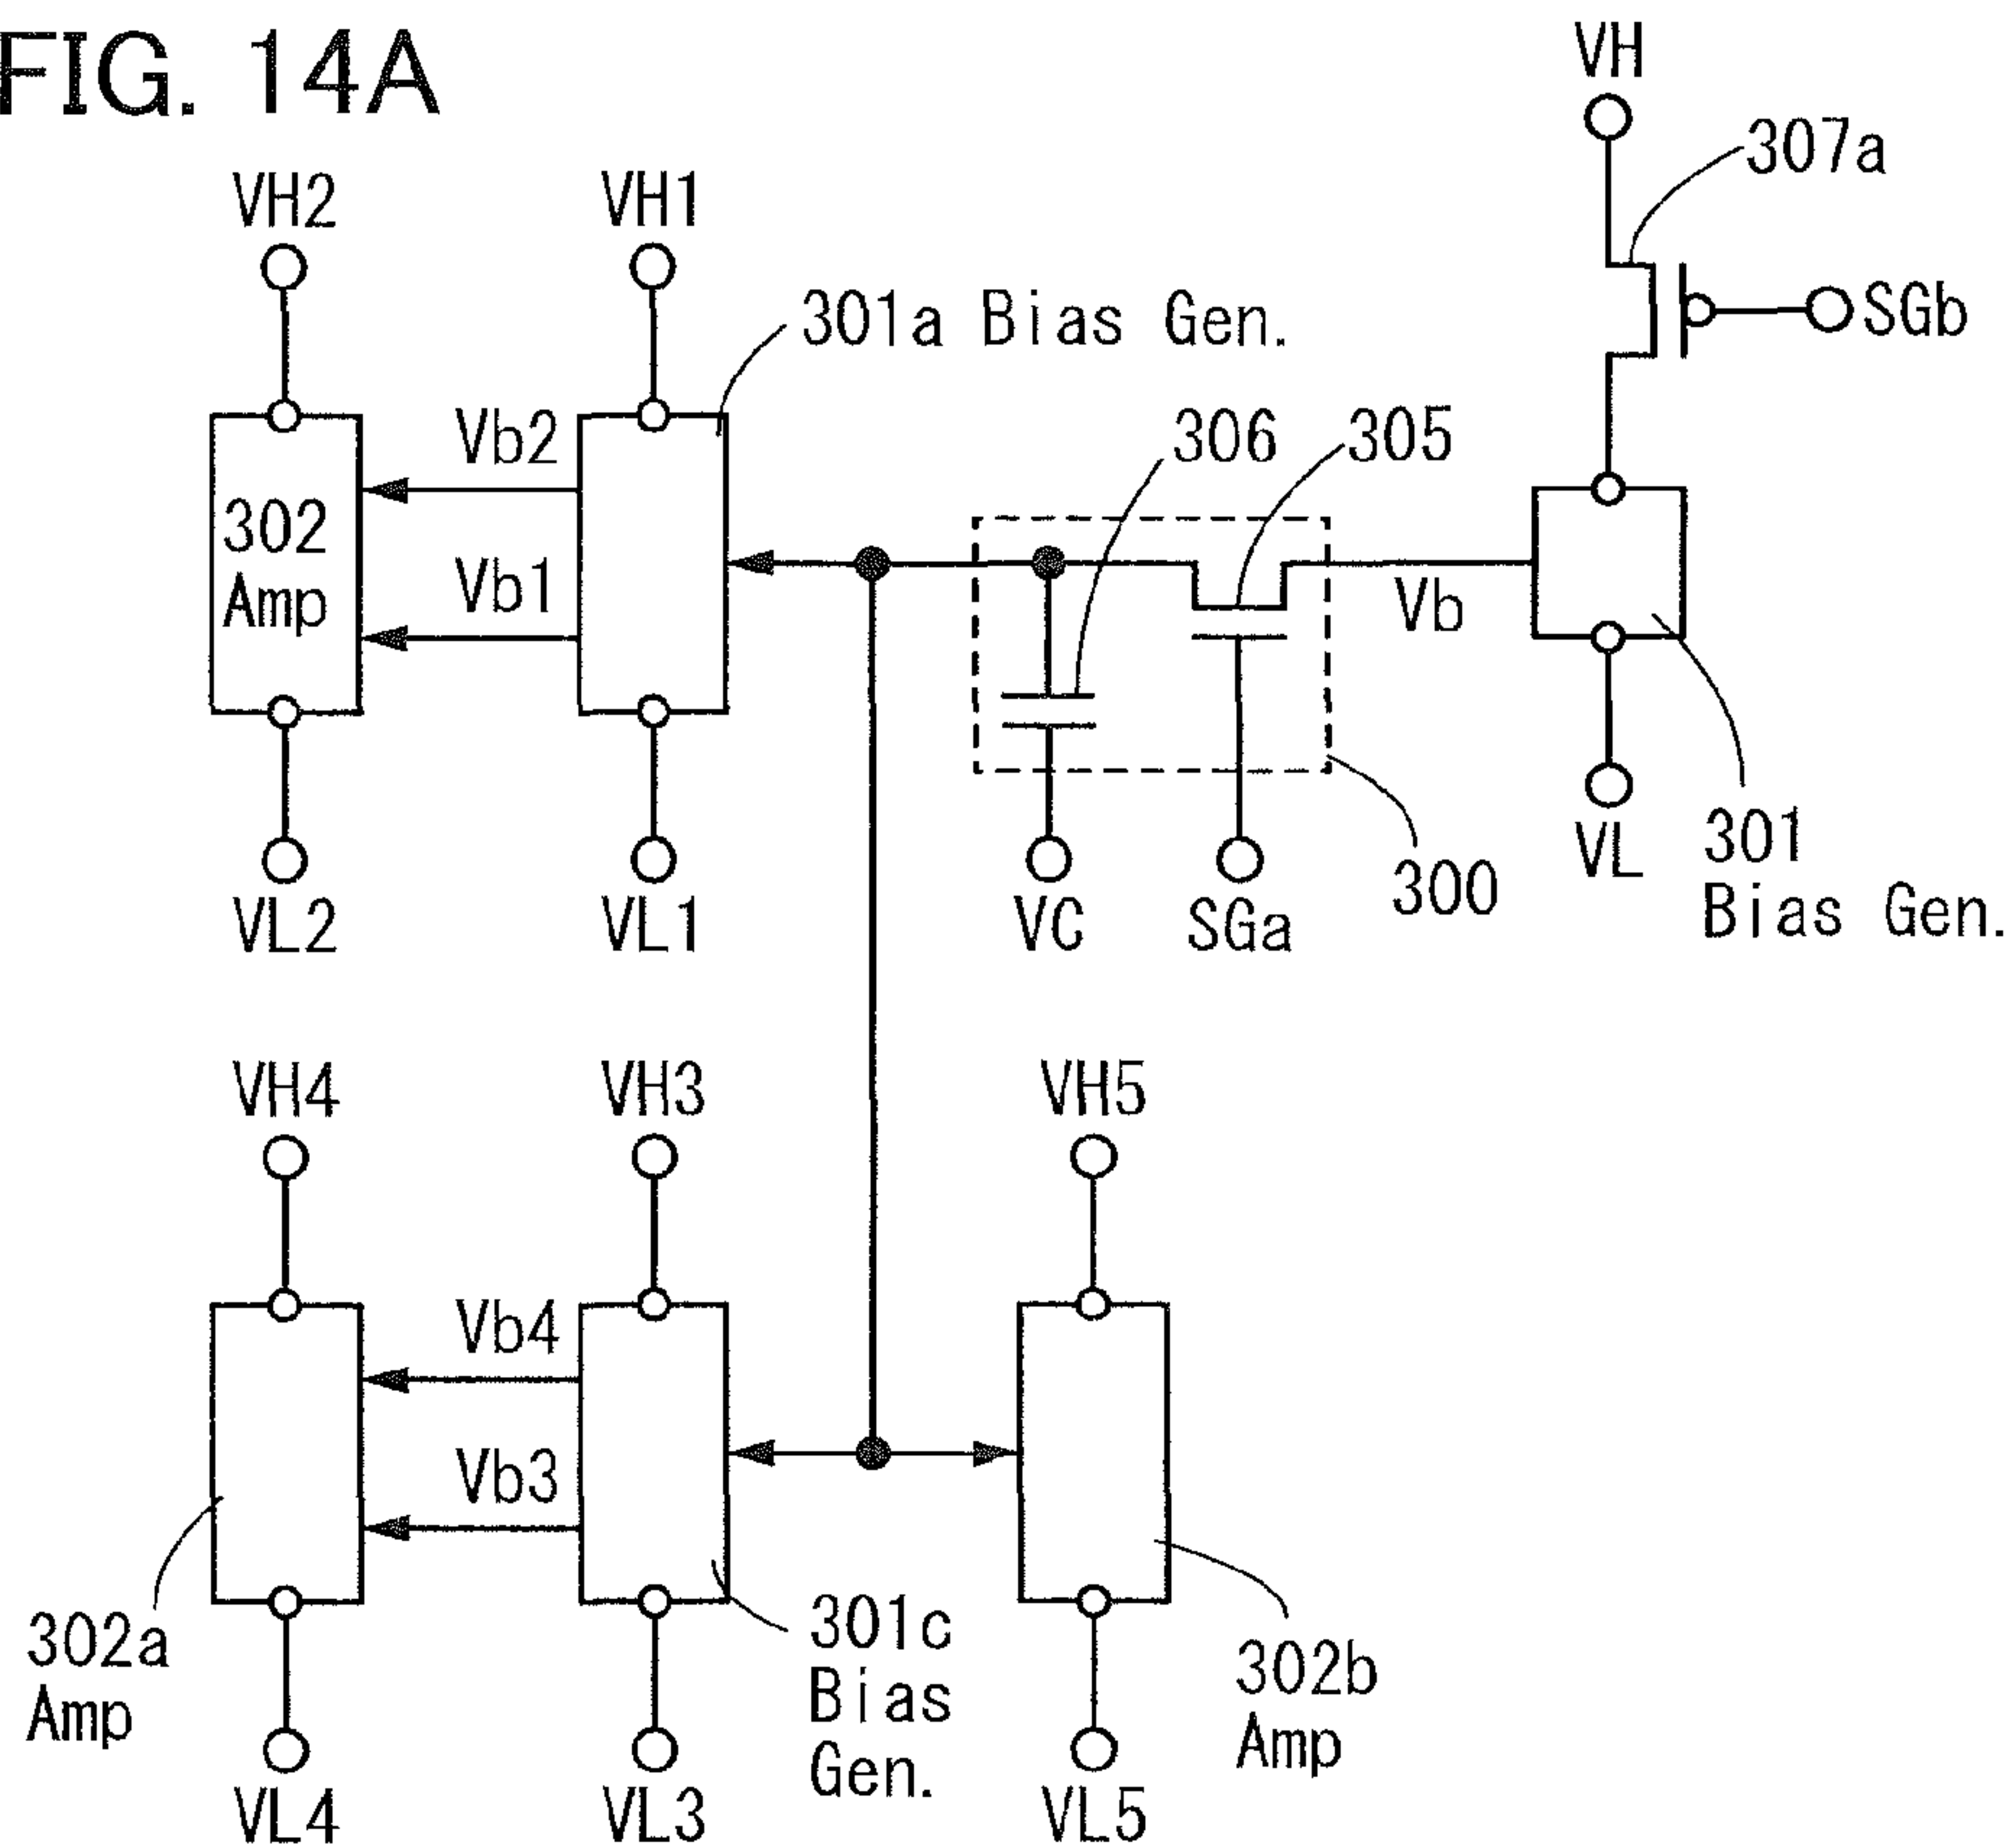 FIG. 14A
VH
307a
SGb
VH2
VH1
301a Bias Gen.
Vb2
306
305
302
Amp
Vb1
Vb
VL2
VL1
VC
SGa
300
VL
301
Bias Gen.
VH4
VH3
VH5
Vb4
Vb3
302a
Amp
301c
Bias
Gen.
302b
Amp
VL4
VL3
VL5